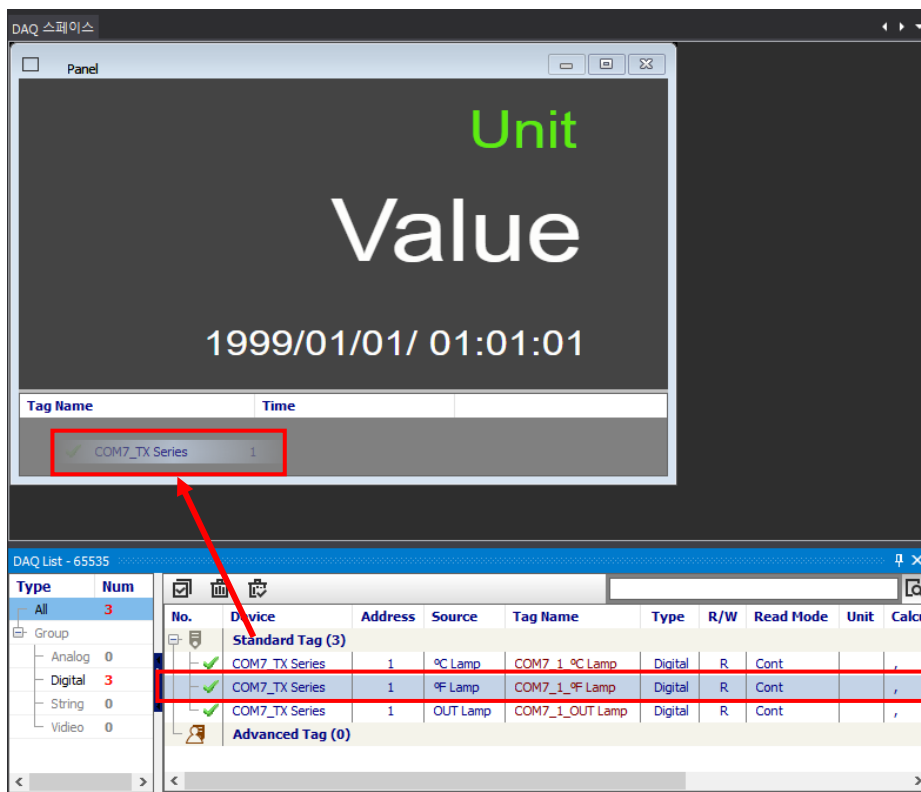 DAQ 스페이스
Panel
Unit
Value
1999/01/01/ 01:01:01
Tag Name Time
COM7_TX Series 1
DAQ List - 65535
Type Num
All 3
Group
Analog 0
Digital 3
String 0
Vidieo 0
No. Device Address Source Tag Name Type R/W Read Mode Unit
Standard Tag (3)
COM7_TX Series 1 ºC Lamp COM7_1_ºC Lamp Digital R Cont ,
COM7_TX Series 1 ºF Lamp COM7_1_ºF Lamp Digital R Cont ,
COM7_TX Series 1 OUT Lamp COM7_1_OUT Lamp Digital R Cont ,
Advanced Tag (0)